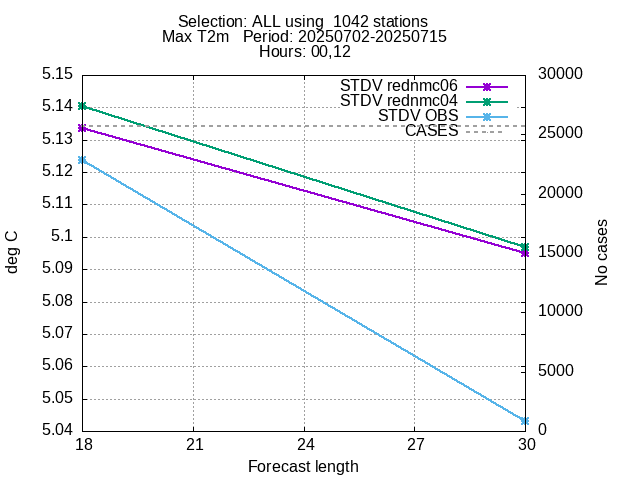 Selection: ALL using  1042 stations
Max T2m   Period: 20250702-20250715
Hours: 00,12
STDV rednmc06
STDV rednmc04
STDV OBS
CASES
5.15
5.14
5.13
5.12
5.11
5.1
5.09
5.08
5.07
5.06
5.05
5.04
deg C
30000
25000
20000
15000
10000
5000
0
No cases
18 21 24 27 30
Forecast length